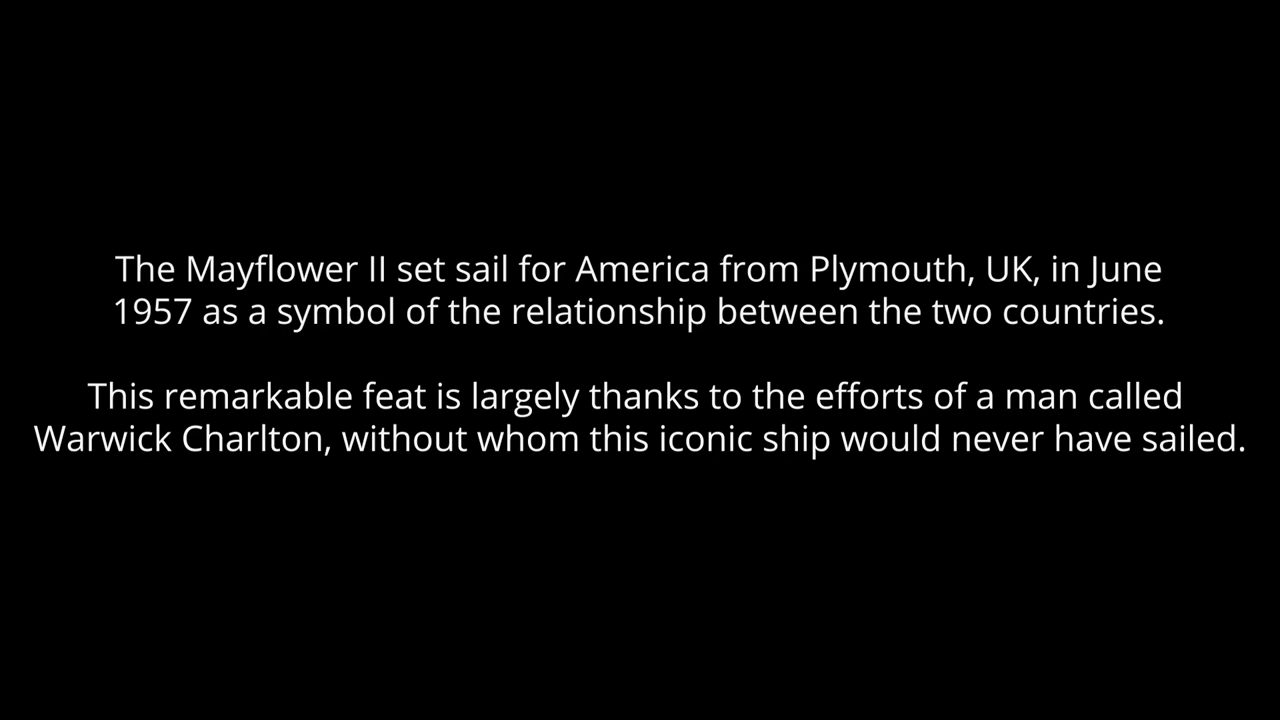 The Mayflower II set sail for America from Plymouth, UK, in June
1957 as a symbol of the relationship between the two countries.
This remarkable feat is largely thanks to the efforts of a man called
Warwick Charlton, without whom this iconic ship would never have sailed.